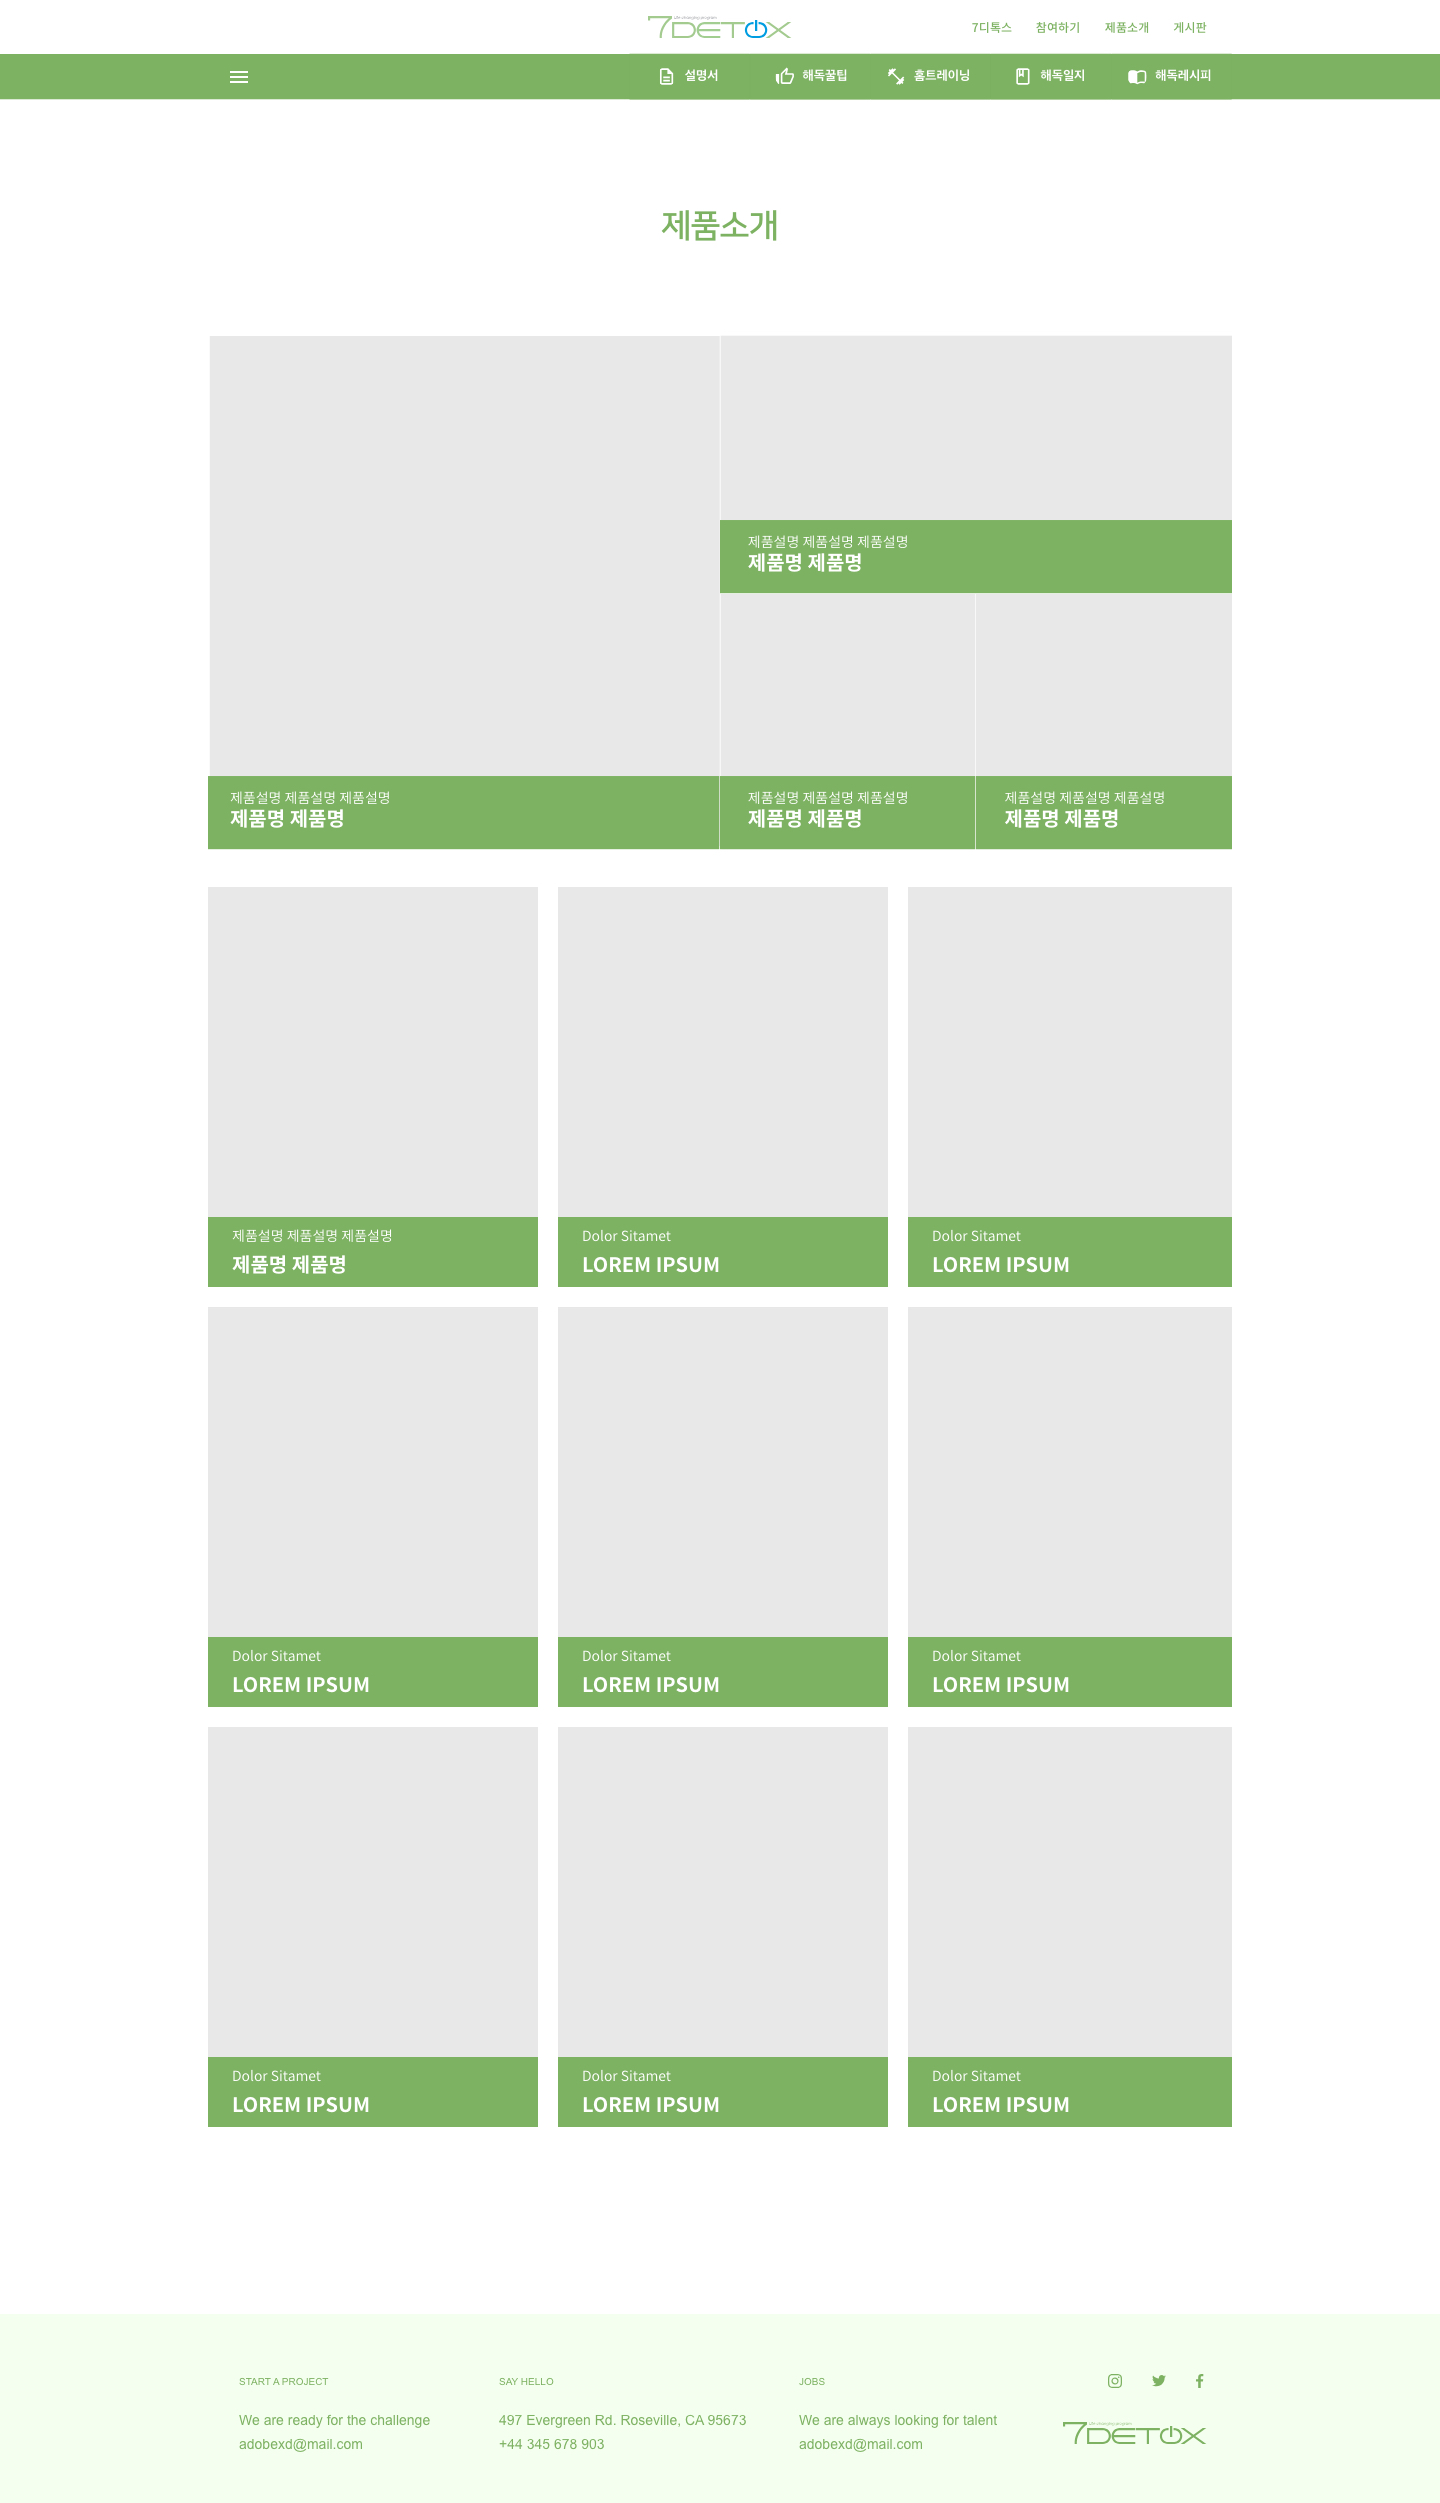 7DETOX
7디톡스 참여하기 제품소개 게시판
설명서 해독꿀팁 홈트레이닝 해독일지 해독레시피
제품소개
제품설명 제품설명 제품설명
제품명 제품명
제품설명 제품설명 제품설명
제품명 제품명
제품설명 제품설명 제품설명
제품명 제품명
제품설명 제품설명 제품설명
제품명 제품명
제품설명 제품설명 제품설명
제품명 제품명
Dolor Sitamet
LOREM IPSUM
Dolor Sitamet
LOREM IPSUM
Dolor Sitamet
LOREM IPSUM
Dolor Sitamet
LOREM IPSUM
Dolor Sitamet
LOREM IPSUM
Dolor Sitamet
LOREM IPSUM
Dolor Sitamet
LOREM IPSUM
Dolor Sitamet
LOREM IPSUM
START A PROJECT
We are ready for the challenge
adobexd@mail.com
SAY HELLO
497 Evergreen Rd. Roseville, CA 95673
+44 345 678 903
JOBS
We are always looking for talent
adobexd@mail.com
7DETOX